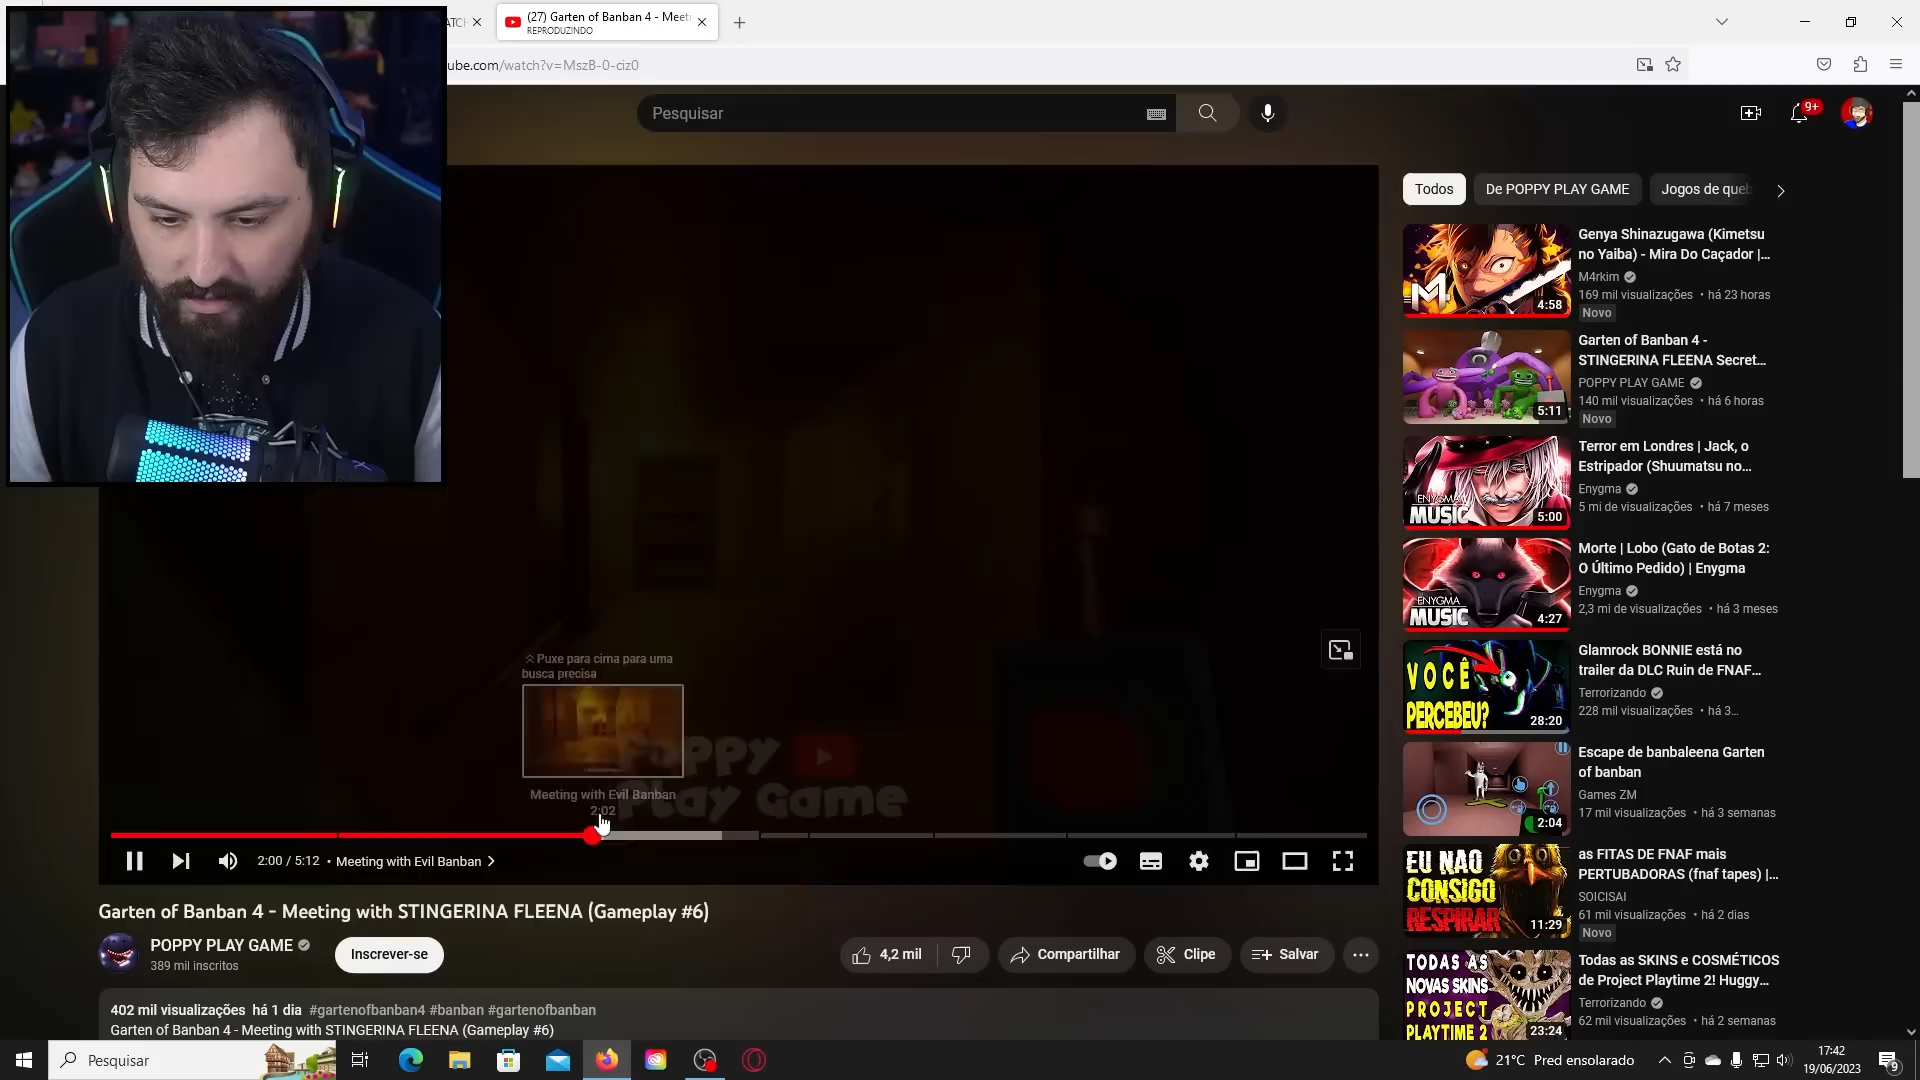 ATCH
(27) Garten of Banban 4 - Meeti
REPRODUZINDO
ube.com/watch?v=MszB-0-ciz0
Pesquisar
9+
Todos
De POPPY PLAY GAME
Jogos de queb
Genya Shinazugawa (Kimetsu
no Yaiba) - Mira Do Caçador |...
M4rkim
169 mil visualizações • há 23 horas
Novo
4:58
Garten of Banban 4 -
STINGERINA FLEENA Secret...
POPPY PLAY GAME
140 mil visualizações • há 6 horas
Novo
5:11
Terror em Londres | Jack, o
Estripador (Shuumatsu no...
Enygma
5 mi de visualizações • há 7 meses
ENYGMA
MUSIC
5:00
Morte | Lobo (Gato de Botas 2:
O Último Pedido) | Enygma
Enygma
2,3 mi de visualizações • há 3 meses
ENYGMA
MUSIC
4:27
Glamrock BONNIE está no
trailer da DLC Ruin de FNAF...
Terrorizando
228 mil visualizações • há 3...
VOCÊ
PERCEBEU?
28:20
Escape de banbaleena Garten
of banban
Games ZM
17 mil visualizações • há 3 semanas
2:04
as FITAS DE FNAF mais
PERTUBADORAS (fnaf tapes) |...
SOICISAI
61 mil visualizações • há 2 dias
Novo
EU NAO
CONSIGO
RESPIRAR
11:29
Todas as SKINS e COSMÉTICOS
de Project Playtime 2! Huggy...
Terrorizando
62 mil visualizações • há 2 semanas
TODAS AS
NOVAS SKINS
PROJECT
PLAYTIME 2
23:24
Puxe para cima para uma
busca precisa
Poppy
Play Game
Meeting with Evil Banban
2:02
2:00 / 5:12 • Meeting with Evil Banban
Garten of Banban 4 - Meeting with STINGERINA FLEENA (Gameplay #6)
POPPY PLAY GAME
389 mil inscritos
Inscrever-se
4,2 mil
Compartilhar
Clipe
Salvar
402 mil visualizações há 1 dia #gartenofbanban4 #banban #gartenofbanban
Garten of Banban 4 - Meeting with STINGERINA FLEENA (Gameplay #6)
Pesquisar
21°C Pred ensolarado
17:42
19/06/2023
9